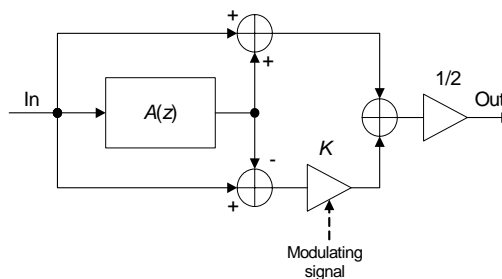 +
+
1/2
In
A(z)
Out
-
K
+
Modulating
signal